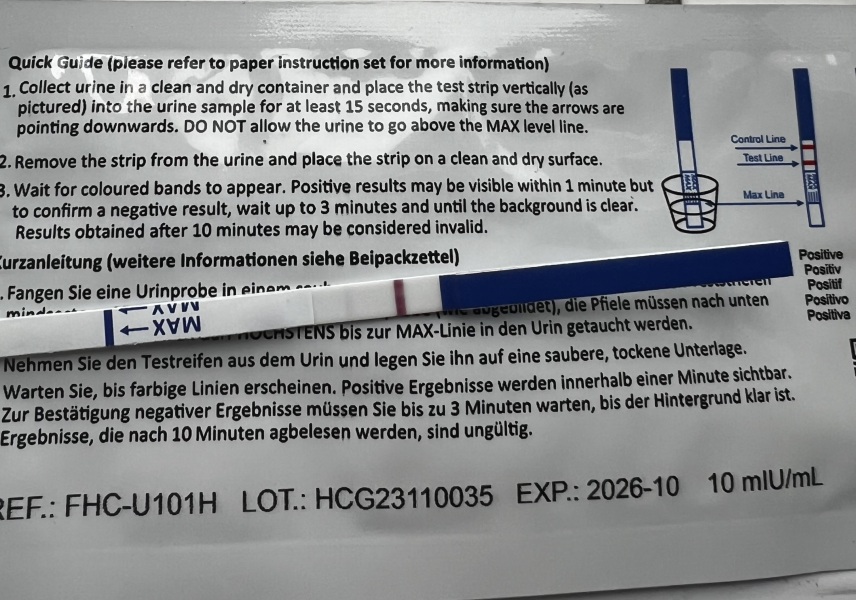 Quick Guide (please refer to paper instruction set for more information)
1. Collect urine in a clean and dry container and place the test strip vertically (as
pictured) into the urine sample for at least 15 seconds, making sure the arrows are
pointing downwards. DO NOT allow the urine to go above the MAX level line.
2. Remove the strip from the urine and place the strip on a clean and dry surface.
3. Wait for coloured bands to appear. Positive results may be visible within 1 minute but
to confirm a negative result, wait up to 3 minutes and until the background is clear.
Results obtained after 10 minutes may be considered invalid.
Control Line
Test Line
Max Line
MAX
Positive
Positiv
Positif
Positivo
Positiva
urzanleitung (weitere Informationen siehe Beipackzettel)
. Fangen Sie eine Urinprobe in einem
abgebildet), die Pfiele müssen nach unten
HÖCHSTENS bis zur MAX-Linie in den Urin getaucht werden.
MAX
MAX
Nehmen Sie den Testreifen aus dem Urin und legen Sie ihn auf eine saubere, tockene Unterlage.
Warten Sie, bis farbige Linien erscheinen. Positive Ergebnisse werden innerhalb einer Minute sichtbar.
Zur Bestätigung negativer Ergebnisse müssen Sie bis zu 3 Minuten warten, bis der Hintergrund klar ist.
Ergebnisse, die nach 10 Minuten agbelesen werden, sind ungültig.
REF.: FHC-U101H LOT.: HCG23110035 EXP.: 2026-10 10 mIU/mL